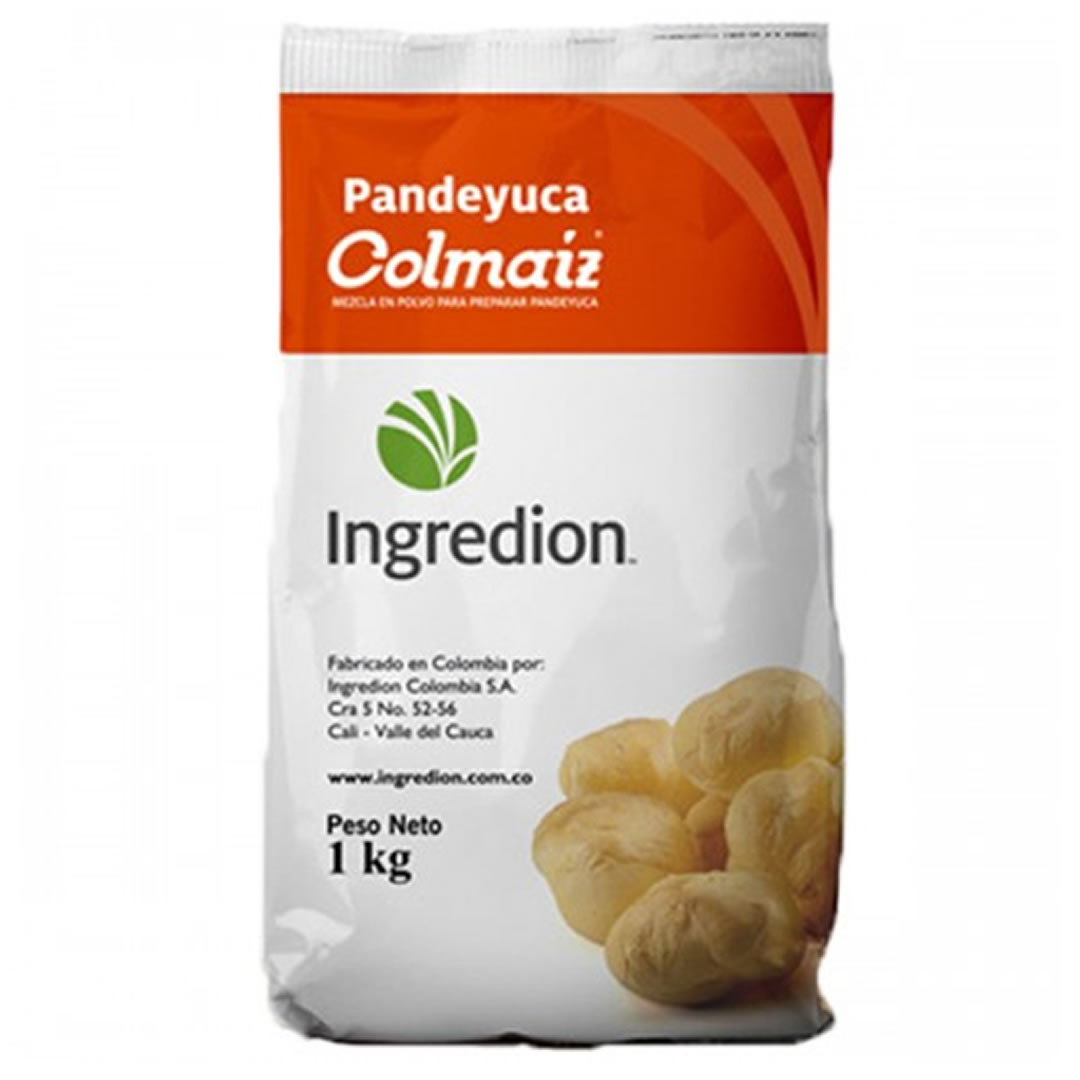 Pandeyuca
Colmaíz
MEZCLA EN POLVO PARA PREPARAR PANDEYUCA
Ingredion
Fabricado en Colombia por:
Ingredion Colombia S.A.
Cra 5 No. 52-56
Cali - Valle del Cauca
www.ingredion.com.co
Peso Neto
1 kg